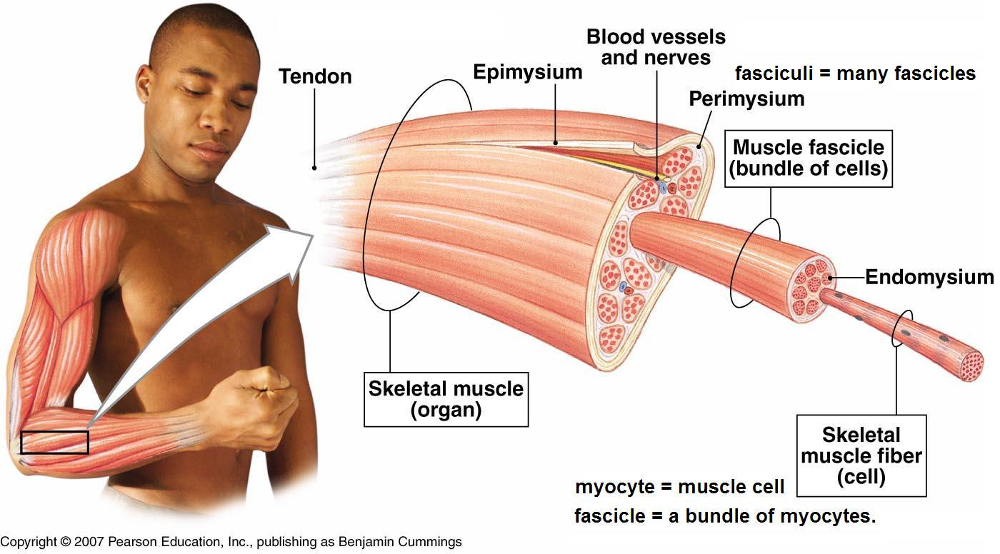 Blood vessels
and nerves
Tendon
Epimysium
fasciculi = many fascicles
Perimysium
Muscle fascicle
(bundle of cells)
Endomysium
Skeletal muscle
(organ)
Skeletal
muscle fiber
(cell)
myocyte = muscle cell
fascicle = a bundle of myocytes.
Copyright © 2007 Pearson Education, Inc., publishing as Benjamin Cummings